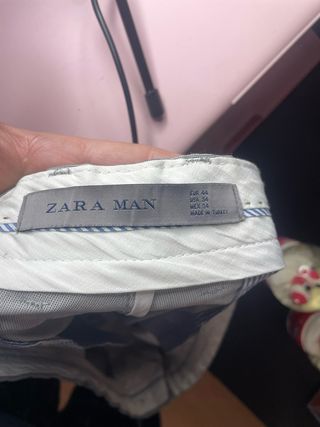 ZARA MAN
EUR 44
USA 34
MEX 34
MADE IN TURKEY